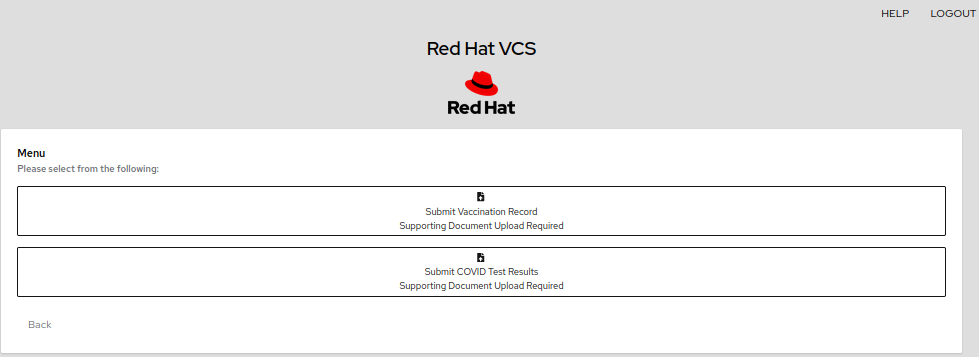 HELP LOGOUT
Red Hat VCS
Red Hat
Menu
Please select from the following:
Submit Vaccination Record
Supporting Document Upload Required
Submit COVID Test Results
Supporting Document Upload Required
Back